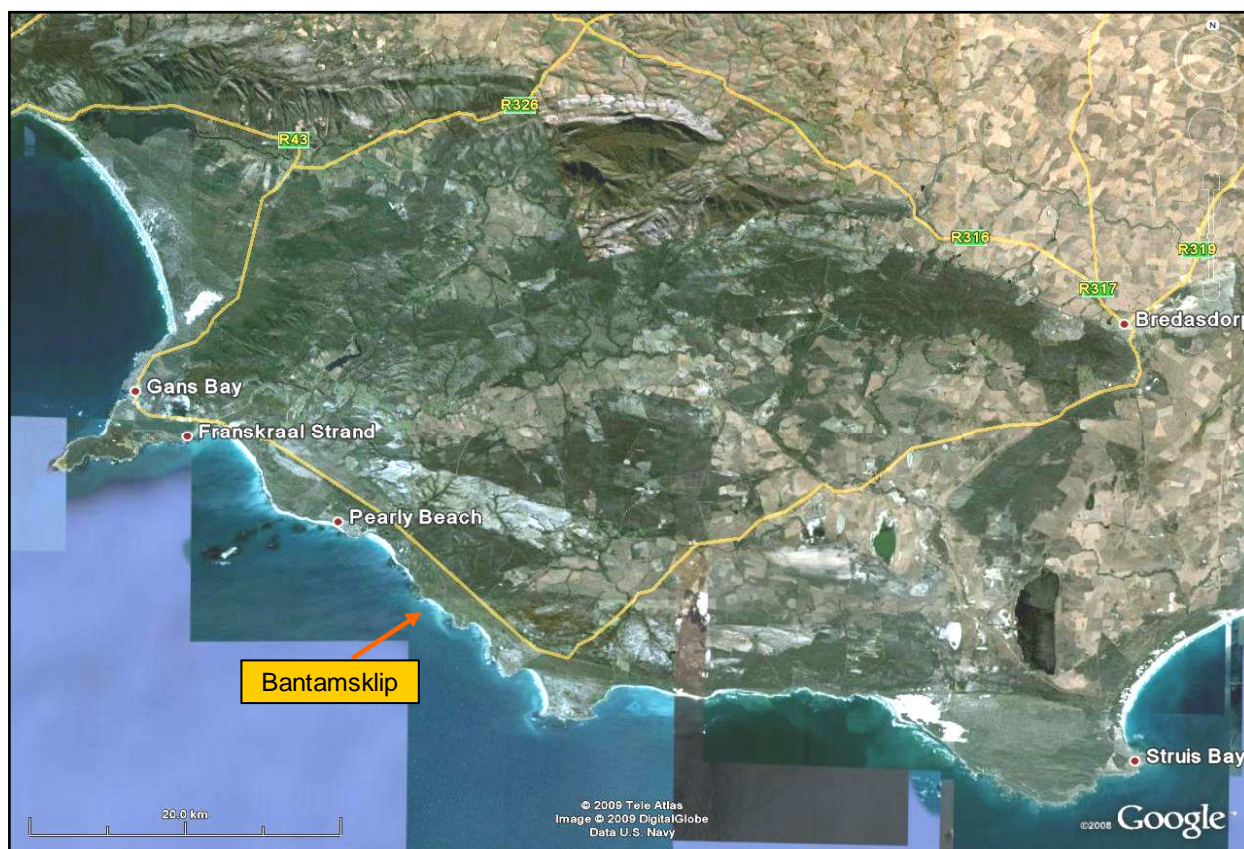 N
R326
R43
R316
R319
R317
Bredasdorp
Gans Bay
Franskraal Strand
Pearly Beach
Bantamsklip
Struis Bay
20.0 km
© 2009 Tele Atlas
Image © 2009 DigitalGlobe
Data U.S. Navy
©2008 Google